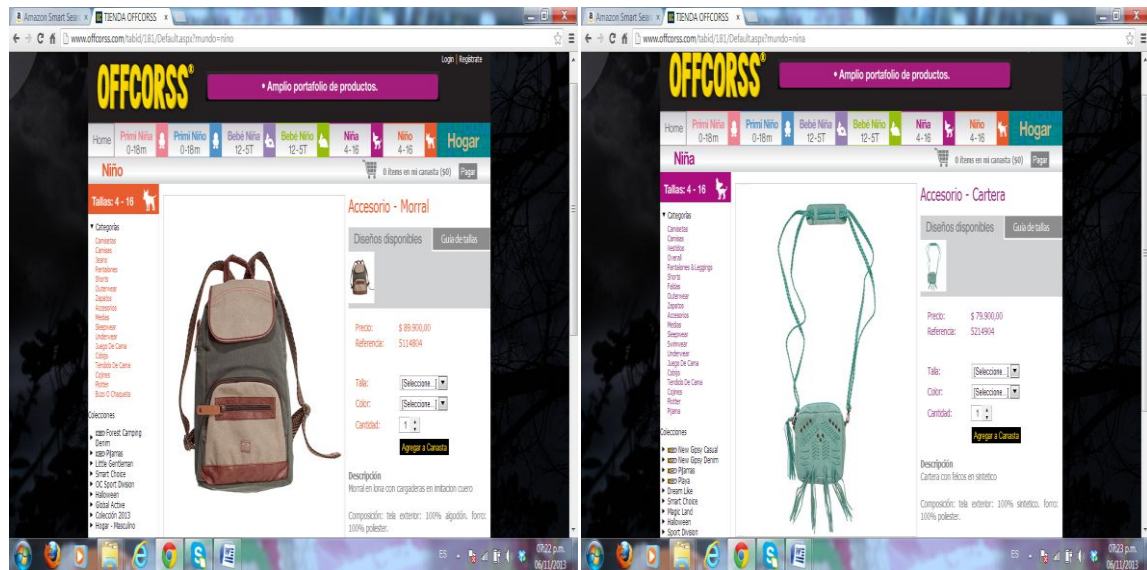 Amazon Smart Sear
TIENDA OFFCORSS
www.offcorss.com/tabid/181/Default.aspx?mundo=nino
Login | Registrate
OFFCORSS®
• Amplio portafolio de productos.
Home
Primi Niña
0-18m
Primi Niño
0-18m
Bebé Niña
12-5T
Bebé Niño
12-5T
Niña
4-16
Niño
4-16
Hogar
Niño
0 ítems en mi canasta ($0)
Pagar
Tallas: 4 - 16
Categorías
Camisetas
Camisas
Jeans
Pantalones
Shorts
Outerwear
Zapatos
Accesorios
Medias
Sleepwear
Underwear
Juego De Cama
Cobija
Tendido De Cama
Cojines
Plotter
Buzo O Chaqueta
Colecciones
Forest Camping
Denim
Pijamas
Little Gentleman
Smart Choice
OC Sport Division
Halloween
Global Active
Colección 2013
Hogar - Masculino
Accesorio - Morral
Diseños disponibles
Guía de tallas
Precio: $ 89.900,00
Referencia: 5114804
Talla: [Seleccione...]
Color: [Seleccione...]
Cantidad: 1
Agregar a Canasta
Descripción
Morral en lona con cargaderas en imitacion cuero
Composición: tela exterior: 100% algodón. forro:
100% poliester.
ES
07:22 p.m.
06/11/2013
Amazon Smart Sear
TIENDA OFFCORSS
www.offcorss.com/tabid/181/Default.aspx?mundo=nina
OFFCORSS®
• Amplio portafolio de productos.
Home
Primi Niña
0-18m
Primi Niño
0-18m
Bebé Niña
12-5T
Bebé Niño
12-5T
Niña
4-16
Niño
4-16
Hogar
Niña
0 ítems en mi canasta ($0)
Pagar
Tallas: 4 - 16
Categorías
Camisetas
Camisas
Vestidos
Overall
Pantalones & Leggings
Shorts
Faldas
Outerwear
Zapatos
Accesorios
Medias
Sleepwear
Swimwear
Underwear
Juego De Cama
Cobija
Tendido De Cama
Cojines
Plotter
Pijama
Colecciones
New Gipsy Casual
New Gipsy Denim
Pijamas
Playa
Dream Like
Smart Choice
Magic Land
Halloween
Sport Division
Accesorio - Cartera
Diseños disponibles
Guía de tallas
Precio: $ 79.900,00
Referencia: 5214904
Talla: [Seleccione...]
Color: [Seleccione...]
Cantidad: 1
Agregar a Canasta
Descripción
Cartera con flecos en sintetico
Composición: tela exterior: 100% sintetico. forro:
100% poliester.
ES
07:23 p.m.
06/11/2013